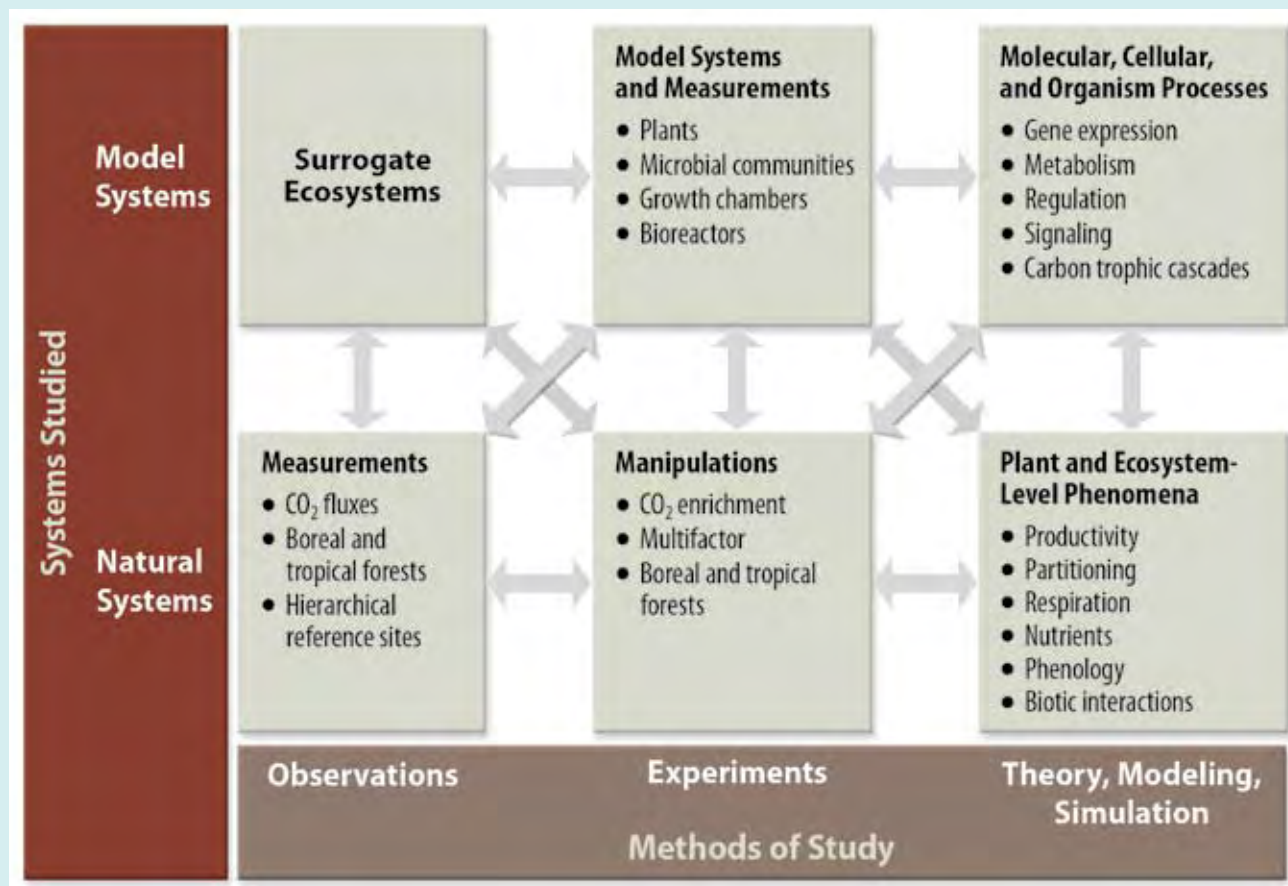 Systems Studied
Model
Systems
Natural
Systems
Surrogate
Ecosystems
Model Systems
and Measurements
• Plants
• Microbial communities
• Growth chambers
• Bioreactors
Molecular, Cellular,
and Organism Processes
• Gene expression
• Metabolism
• Regulation
• Signaling
• Carbon trophic cascades
Measurements
• CO₂ fluxes
• Boreal and
tropical forests
• Hierarchical
reference sites
Manipulations
• CO₂ enrichment
• Multifactor
• Boreal and tropical
forests
Plant and Ecosystem-
Level Phenomena
• Productivity
• Partitioning
• Respiration
• Nutrients
• Phenology
• Biotic interactions
Observations
Experiments
Theory, Modeling,
Simulation
Methods of Study